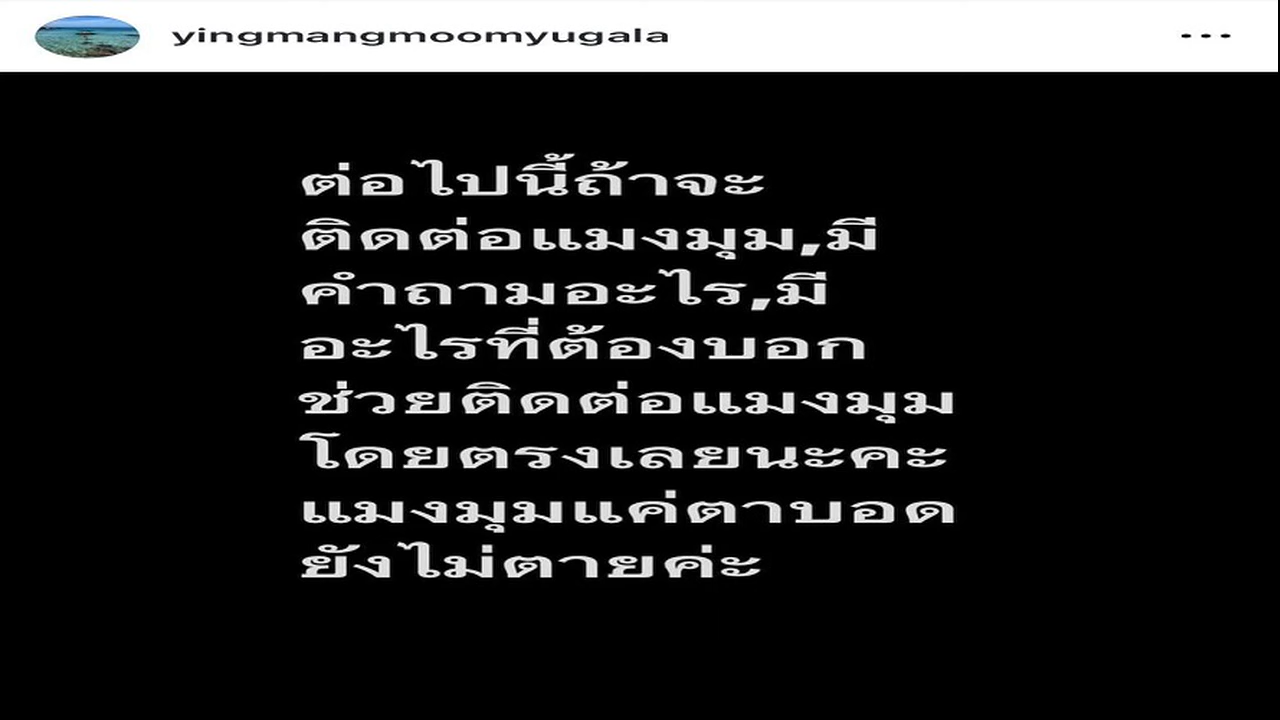 yingmangmoomyugala
ต่อไปนี้ถ้าจะ
ติดต่อแมงมุม,มี
คำถามอะไร,มี
อะไรที่ต้องบอก
ช่วยติดต่อแมงมุม
โดยตรงเลยนะคะ
แมงมุมแค่ตาบอด
ยังไม่ตายค่ะ